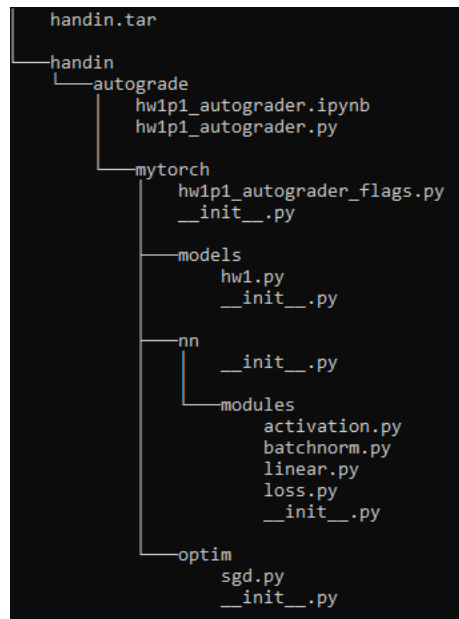 handin.tar
handin
autograde
hw1p1_autograder.ipynb
hw1p1_autograder.py
mytorch
hw1p1_autograder_flags.py
__init__.py
models
hw1.py
__init__.py
nn
__init__.py
modules
activation.py
batchnorm.py
linear.py
loss.py
__init__.py
optim
sgd.py
__init__.py